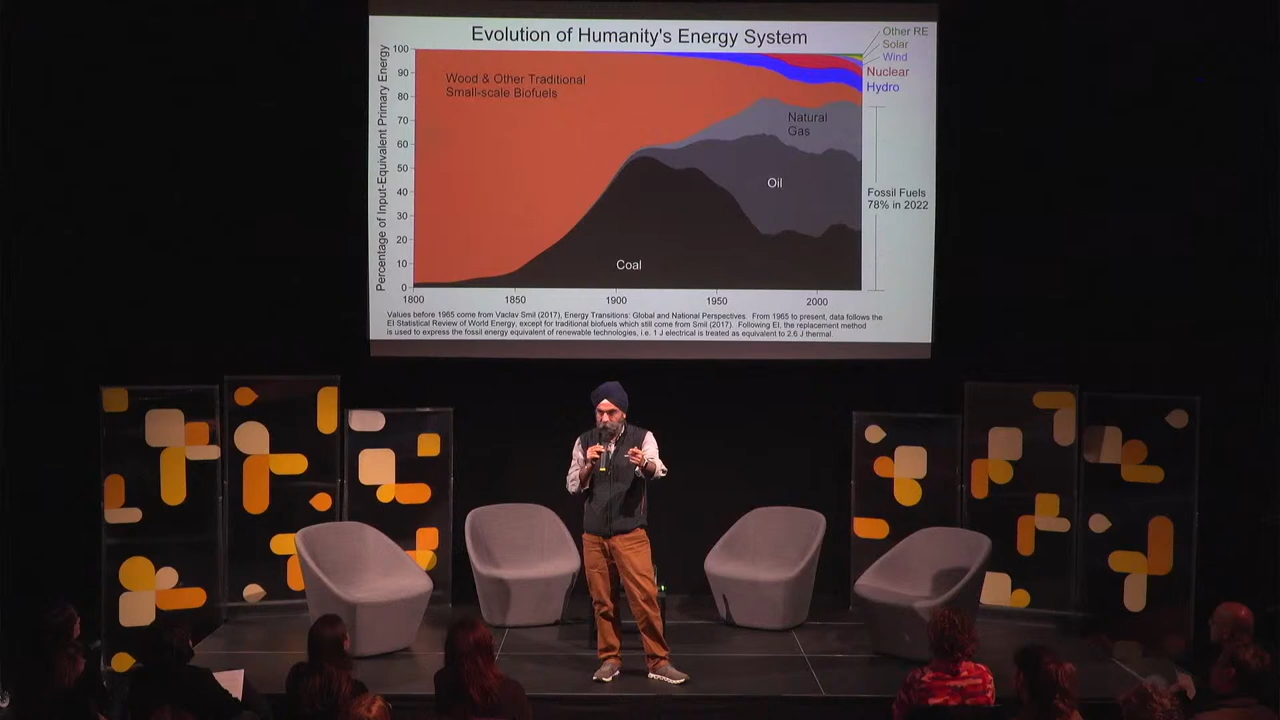 Evolution of Humanity's Energy System
Percentage of Input-Equivalent Primary Energy
100
90
80
70
60
50
40
30
20
10
0
1800
1850
1900
1950
2000
Wood & Other Traditional
Small-scale Biofuels
Natural
Gas
Oil
Coal
Other RE
Solar
Wind
Nuclear
Hydro
Fossil Fuels
78% in 2022
Values before 1965 come from Vaclav Smil (2017), Energy Transitions: Global and National Perspectives. From 1965 to present, data follows the
EI Statistical Review of World Energy, except for traditional biofuels which still come from Smil (2017). Following EI, the replacement method
is used to express the fossil energy equivalent of renewable technologies, i.e. 1 J electrical is treated as equivalent to 2.6 J thermal.